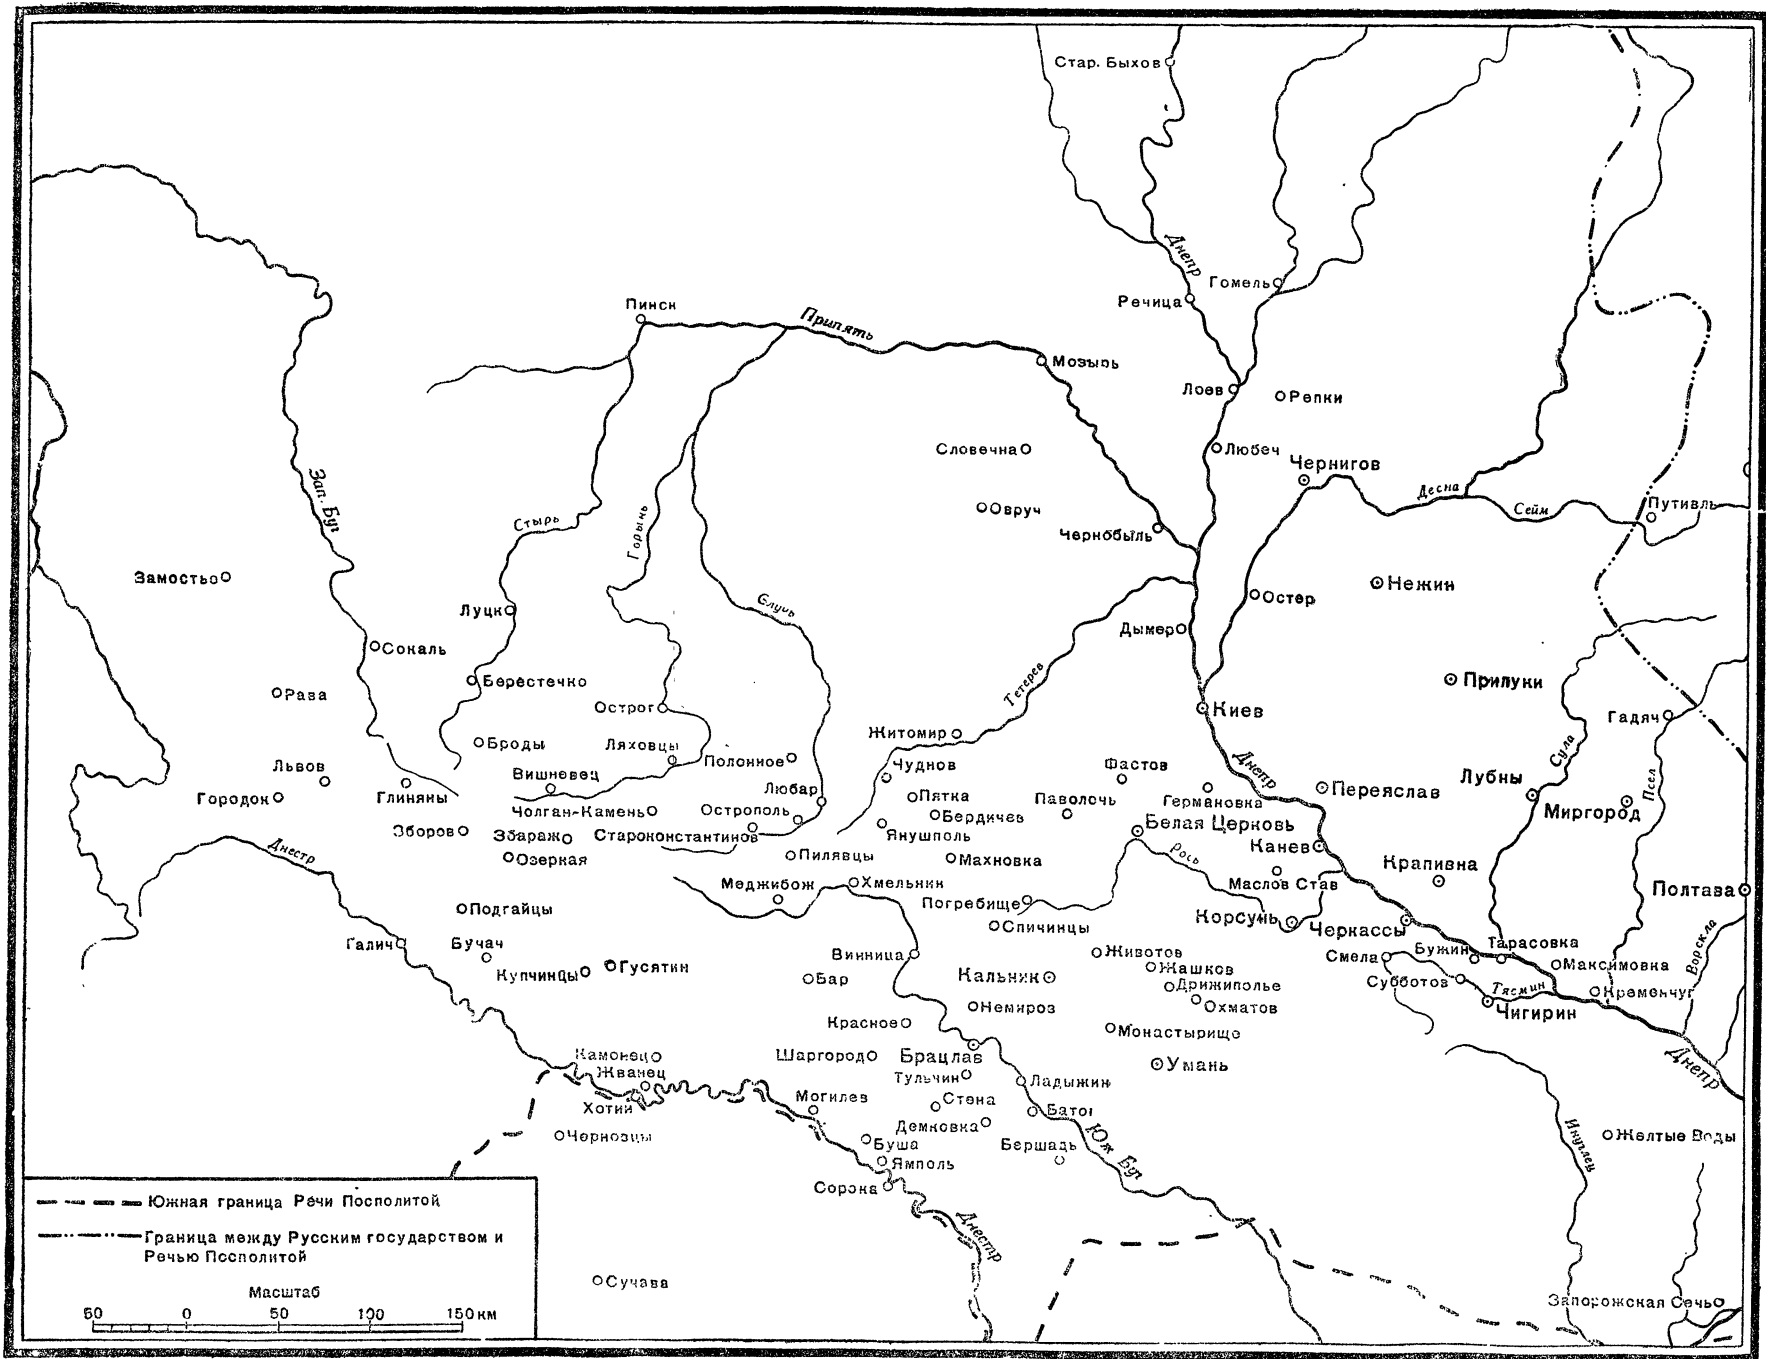 Стар. Быхов
Днепр
Гомель
Речица
Пинск
Припять
Мозырь
Лоев
Репки
Словечна
Любеч
Чернигов
Зап. Буг
Десна
Сейм
Путивль
Стырь
Горынь
Овруч
Чернобыль
Замостье
Нежин
Остер
Случь
Луцк
Дымер
Сокаль
Тетерев
Прилуки
Берестечко
Рава
Острог
Киев
Гадяч
Житомир
Броды
Ляховцы
Полонное
Сула
Псел
Львов
Вишневец
Чуднов
Фастов
Днепр
Лубны
Городок
Глиняны
Любар
Пятка
Паволочь
Германовка
Переяслав
Чолган-Камень
Острополь
Бердичев
Миргород
Зборов
Збараж
Староконстантинов
Янушполь
Белая Церковь
Днестр
Озерная
Пилявцы
Махновка
Рось
Канев
Крапивна
Меджибож
Хмельник
Маслов Став
Полтава
Подгайцы
Погребище
Корсунь
Черкассы
Спичинцы
Галич
Бучач
Винница
Животов
Смела
Бужин
Тарасовка
Ворскла
Купчинцы
Гусятин
Бар
Кальник
Жашков
Максимовка
Дрижиполье
Субботов
Тясмин
Кременчуг
Немироз
Охматов
Чигирин
Красное
Монастырище
Шаргород
Брацлав
Умань
Днепр
Каменец
Жванец
Тульчин
Ладыжин
Хотин
Могилев
Стена
Батог
Черновцы
Демковка
Буша
Бершадь
Юж Буг
Ингулец
Желтые Воды
Ямполь
Сорока
Днестр
Южная граница Речи Посполитой
Граница между Русским государством и
Речью Посполитой
Масштаб
50 0 50 100 150 км
Сучава
Запорожская Сечь